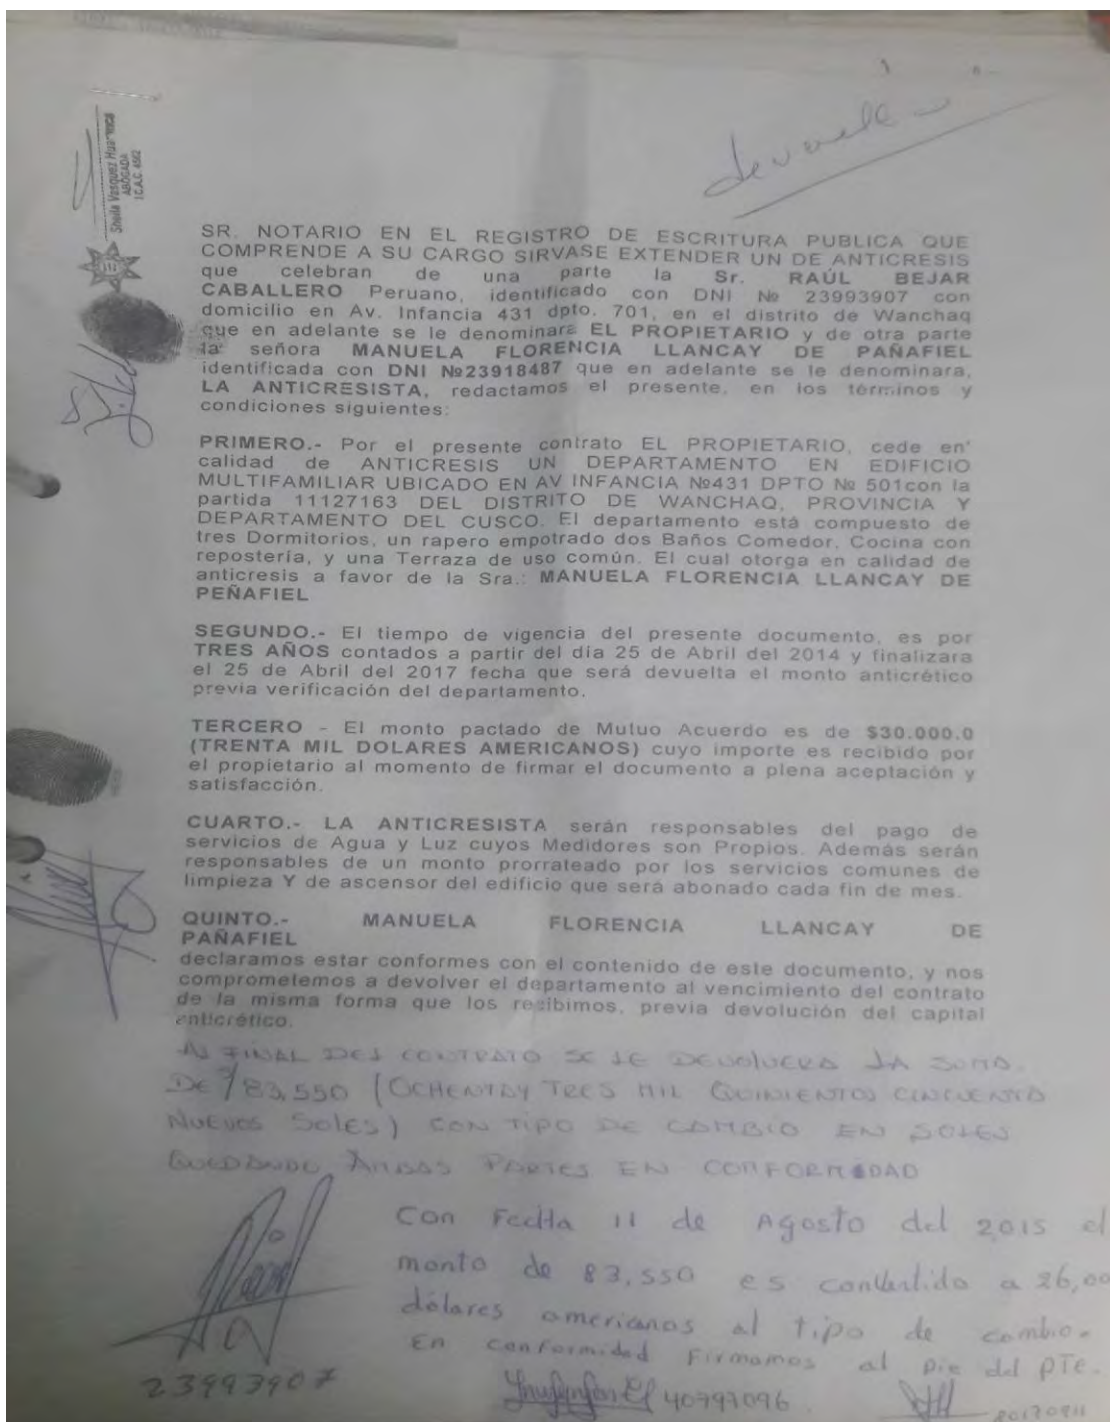 devuelto
Sheila Vasquez Huarhoca
ABOGADA
I.C.A.C. 4562
SR. NOTARIO EN EL REGISTRO DE ESCRITURA PUBLICA QUE
COMPRENDE A SU CARGO SIRVASE EXTENDER UN DE ANTICRESIS
que celebran de una parte la Sr. RAÚL BEJAR
CABALLERO Peruano, identificado con DNI № 23993907 con
domicilio en Av. Infancia 431 dpto. 701, en el distrito de Wanchaq
que en adelante se le denominara EL PROPIETARIO y de otra parte
la señora MANUELA FLORENCIA LLANCAY DE PAÑAFIEL
identificada con DNI №23918487 que en adelante se le denominara,
LA ANTICRESISTA, redactamos el presente, en los términos y
condiciones siguientes:
PRIMERO.- Por el presente contrato EL PROPIETARIO, cede en
calidad de ANTICRESIS UN DEPARTAMENTO EN EDIFICIO
MULTIFAMILIAR UBICADO EN AV INFANCIA №431 DPTO № 501con la
partida 11127163 DEL DISTRITO DE WANCHAQ, PROVINCIA Y
DEPARTAMENTO DEL CUSCO. El departamento está compuesto de
tres Dormitorios, un rapero empotrado dos Baños Comedor, Cocina con
repostería, y una Terraza de uso común. El cual otorga en calidad de
anticresis a favor de la Sra.: MANUELA FLORENCIA LLANCAY DE
PEÑAFIEL
SEGUNDO.- El tiempo de vigencia del presente documento, es por
TRES AÑOS contados a partir del día 25 de Abril del 2014 y finalizara
el 25 de Abril del 2017 fecha que será devuelta el monto anticrético
previa verificación del departamento.
TERCERO - El monto pactado de Mutuo Acuerdo es de $30.000.0
(TRENTA MIL DOLARES AMERICANOS) cuyo importe es recibido por
el propietario al momento de firmar el documento a plena aceptación y
satisfacción.
CUARTO.- LA ANTICRESISTA serán responsables del pago de
servicios de Agua y Luz cuyos Medidores son Propios. Además serán
responsables de un monto prorrateado por los servicios comunes de
limpieza Y de ascensor del edificio que será abonado cada fin de mes.
QUINTO.- MANUELA FLORENCIA LLANCAY DE
PAÑAFIEL
declaramos estar conformes con el contenido de este documento, y nos
comprometemos a devolver el departamento al vencimiento del contrato
de la misma forma que los recibimos, previa devolución del capital
anticrético.
AL FINAL DEL CONTRATO SE LE DEVOLVERA LA SUMA
DE 83,550 (OCHENTAY TRES MIL QUINIENTOS CINCUENTA
NUEVOS SOLES) CON TIPO DE CAMBIO EN SOLES
QUEDANDO AMBAS PARTES EN CONFORMIDAD
Con Fecha 11 de Agosto del 2,015 el
monto de 83,550 es convertido a 26,00
dólares americanos al tipo de cambio.
En conformidad Firmamos al pie del pTe.
23993907
40797096